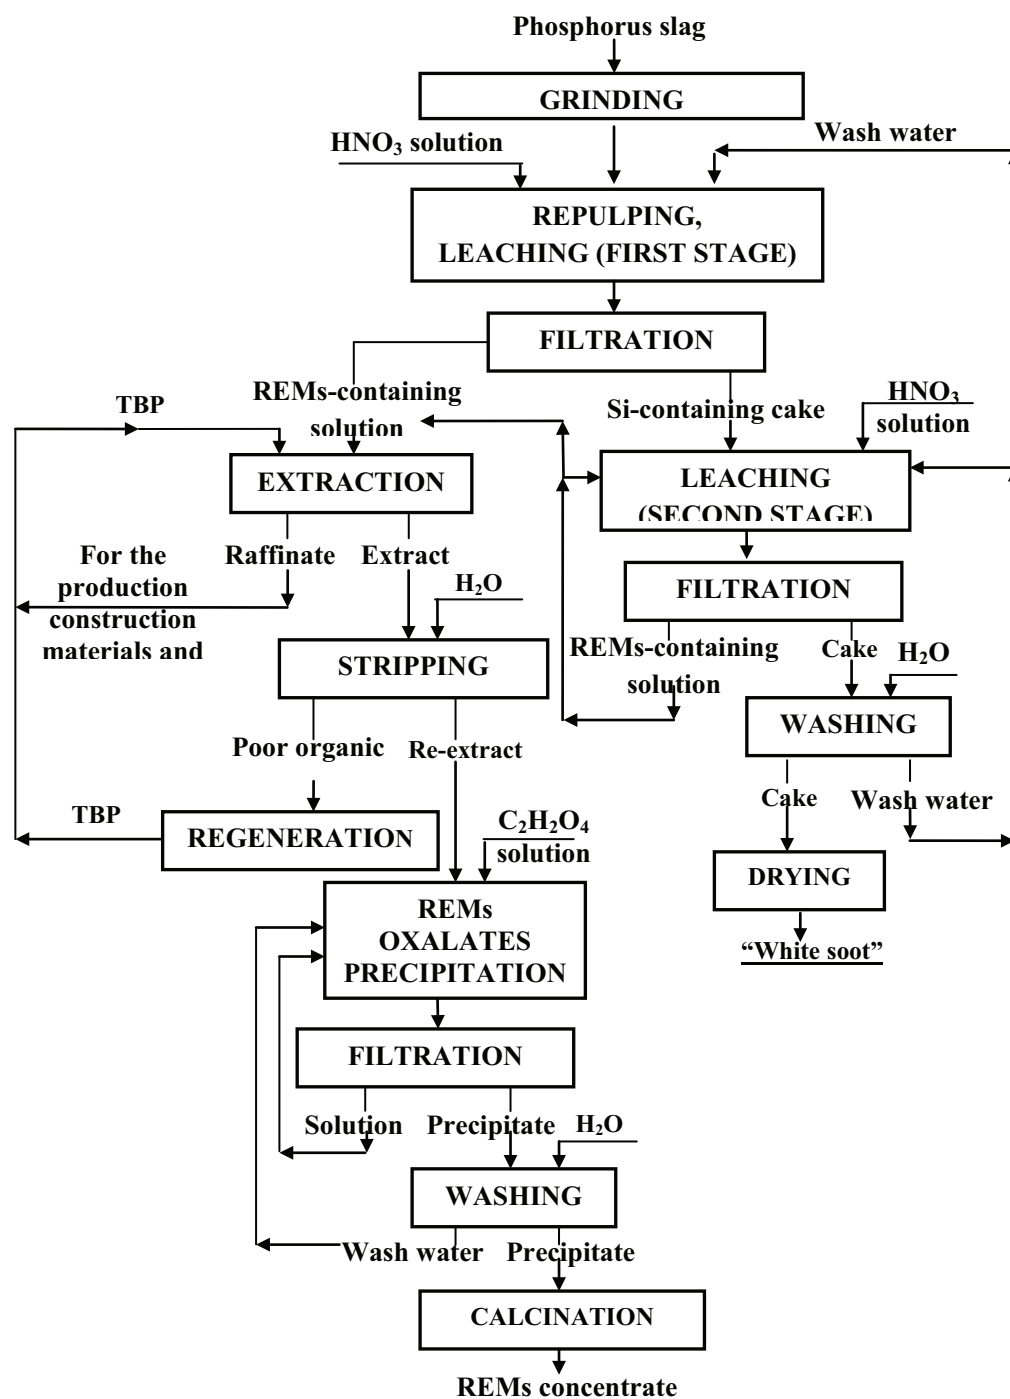 Phosphorus slag
GRINDING
HNO₃ solution
Wash water
REPULPING,
LEACHING (FIRST STAGE)
FILTRATION
TBP
REMs-containing
solution
Si-containing cake
HNO₃
solution
EXTRACTION
LEACHING
(SECOND STAGE)
For the
production
construction
materials and
Raffinate
Extract
H₂O
FILTRATION
STRIPPING
REMs-containing
solution
Cake
H₂O
WASHING
Poor organic
Re-extract
Cake
Wash water
TBP
REGENERATION
C₂H₂O₄
solution
DRYING
REMs
OXALATES
PRECIPITATION
“White soot”
FILTRATION
Solution
Precipitate
H₂O
WASHING
Wash water
Precipitate
CALCINATION
REMs concentrate